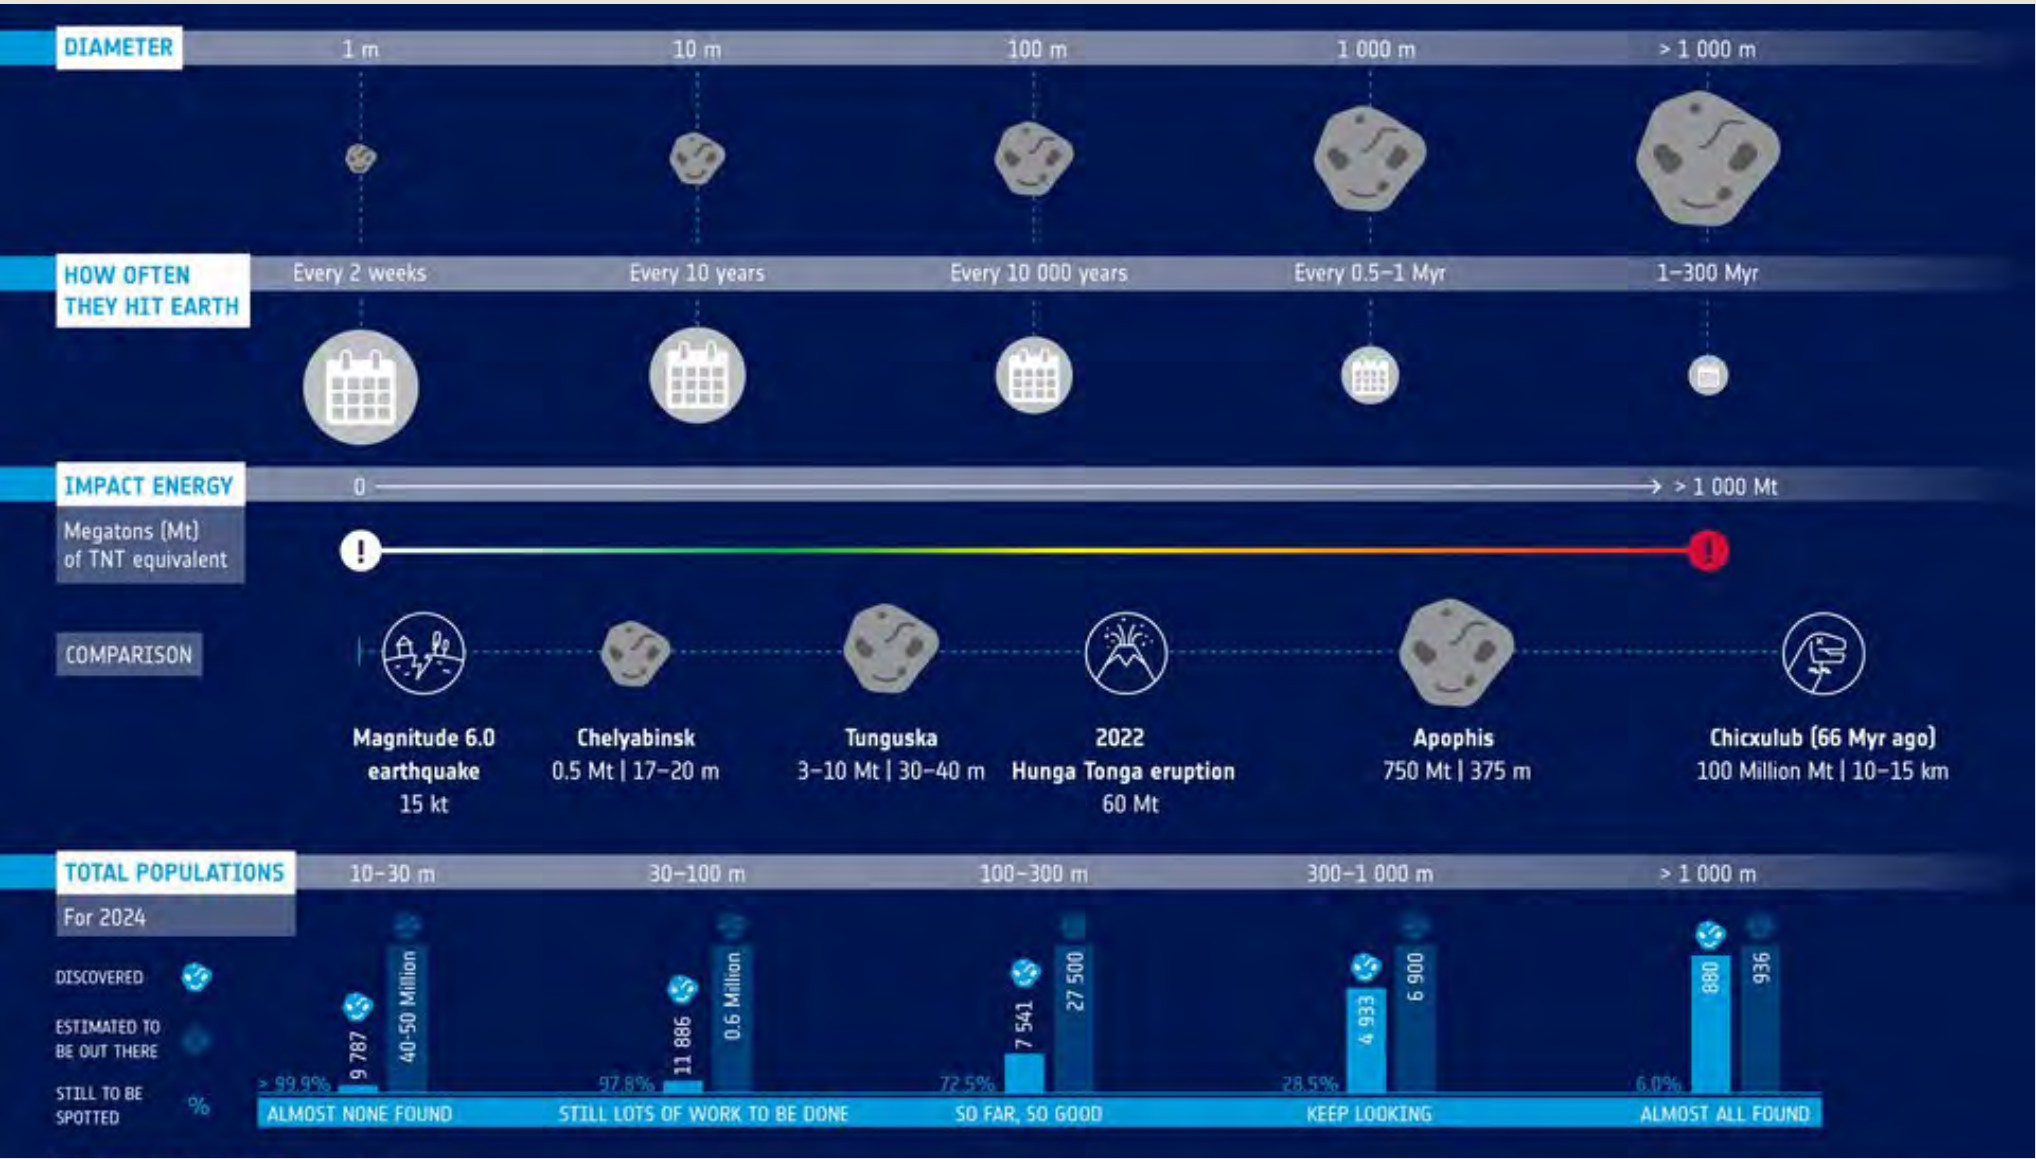 DIAMETER
1 m
10 m
100 m
1 000 m
> 1 000 m
HOW OFTEN
THEY HIT EARTH
Every 2 weeks
Every 10 years
Every 10 000 years
Every 0.5–1 Myr
1–300 Myr
IMPACT ENERGY
0
> 1 000 Mt
Megatons (Mt)
of TNT equivalent
!
!
COMPARISON
Magnitude 6.0
earthquake
15 kt
Chelyabinsk
0.5 Mt | 17–20 m
Tunguska
3–10 Mt | 30–40 m
2022
Hunga Tonga eruption
60 Mt
Apophis
750 Mt | 375 m
Chicxulub (66 Myr ago)
100 Million Mt | 10–15 km
TOTAL POPULATIONS
10–30 m
30–100 m
100–300 m
300–1 000 m
> 1 000 m
For 2024
DISCOVERED
ESTIMATED TO
BE OUT THERE
STILL TO BE
SPOTTED
%
> 99.9%
9 787
40-50 Million
97.8%
11 886
0.6 Million
72.5%
7 541
27 500
28.5%
4 933
6 900
6.0%
880
936
ALMOST NONE FOUND
STILL LOTS OF WORK TO BE DONE
SO FAR, SO GOOD
KEEP LOOKING
ALMOST ALL FOUND